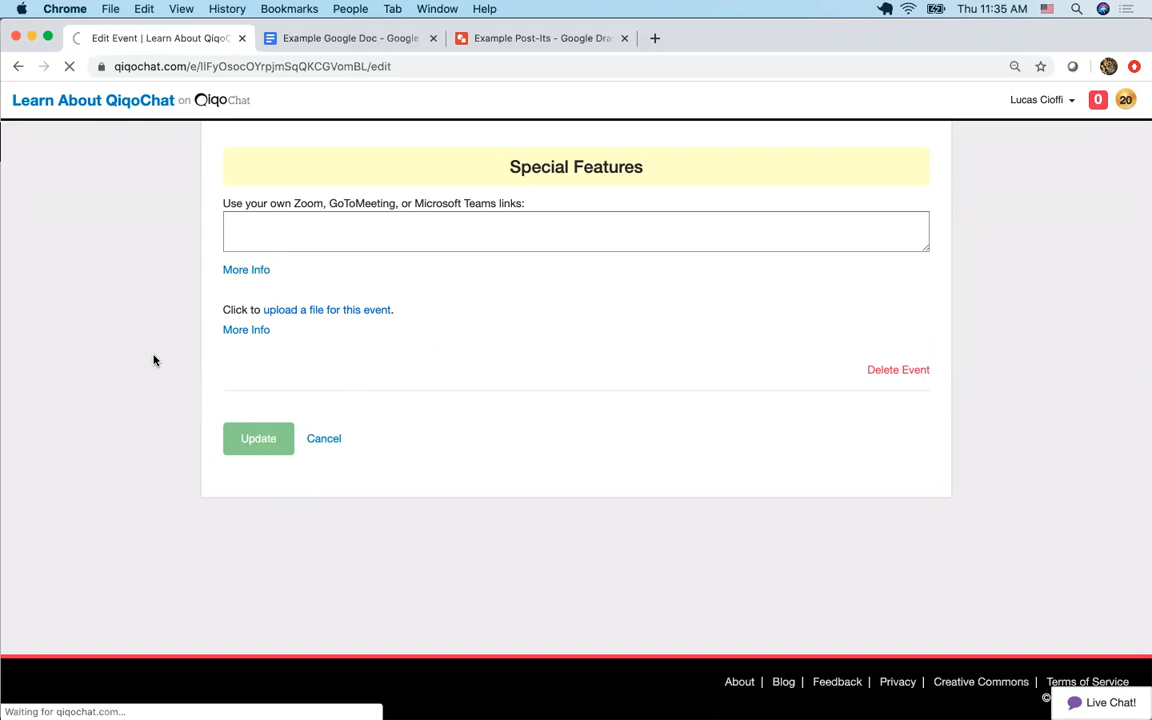 Chrome File Edit View History Bookmarks People Tab Window Help Thu 11:35 AM
Edit Event | Learn About QiqoC Example Google Doc - Google Example Post-Its - Google Dra
qiqochat.com/e/IlFyOsocOYrpjmSqQKCGVomBL/edit
Learn About QiqoChat on Qiqo Chat Lucas Cioffi 0 20
Special Features
Use your own Zoom, GoToMeeting, or Microsoft Teams links:
More Info
Click to upload a file for this event.
More Info
Delete Event
Update Cancel
About | Blog | Feedback | Privacy | Creative Commons | Terms of Service
©
Live Chat!
Waiting for qiqochat.com...